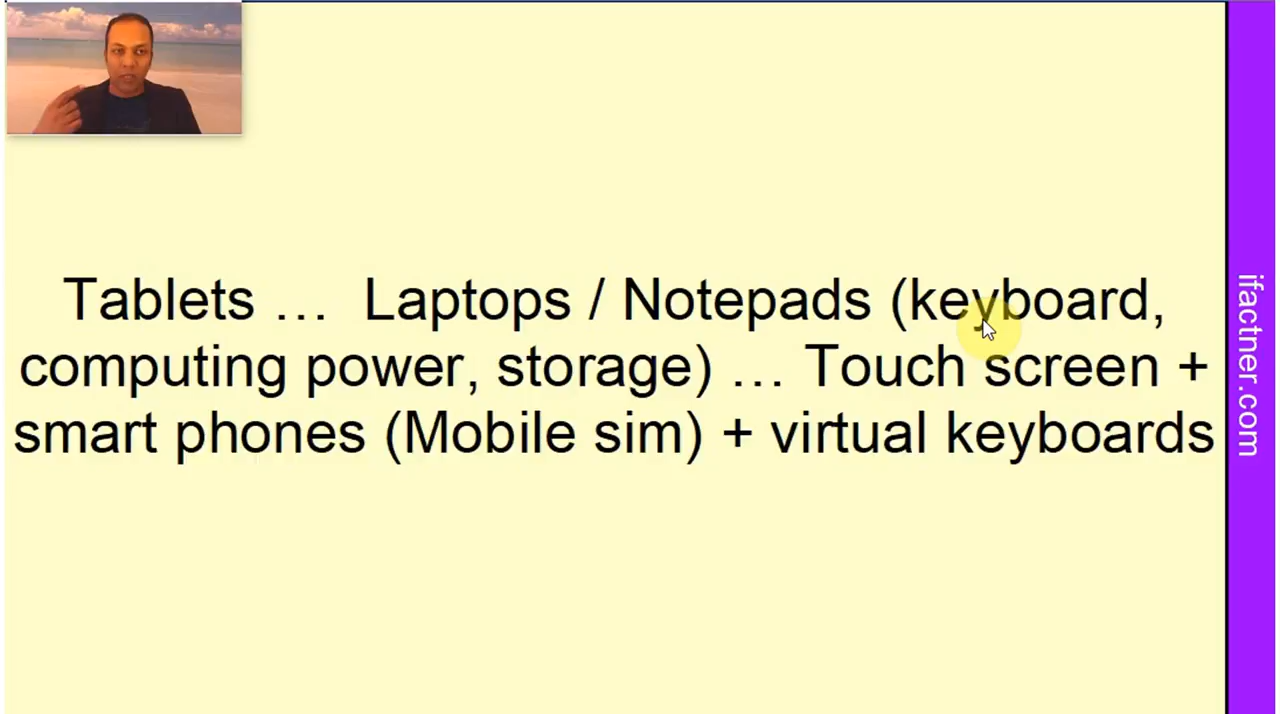 Tablets …  Laptops / Notepads (keyboard,
computing power, storage) … Touch screen +
smart phones (Mobile sim) + virtual keyboards
ifactner.com